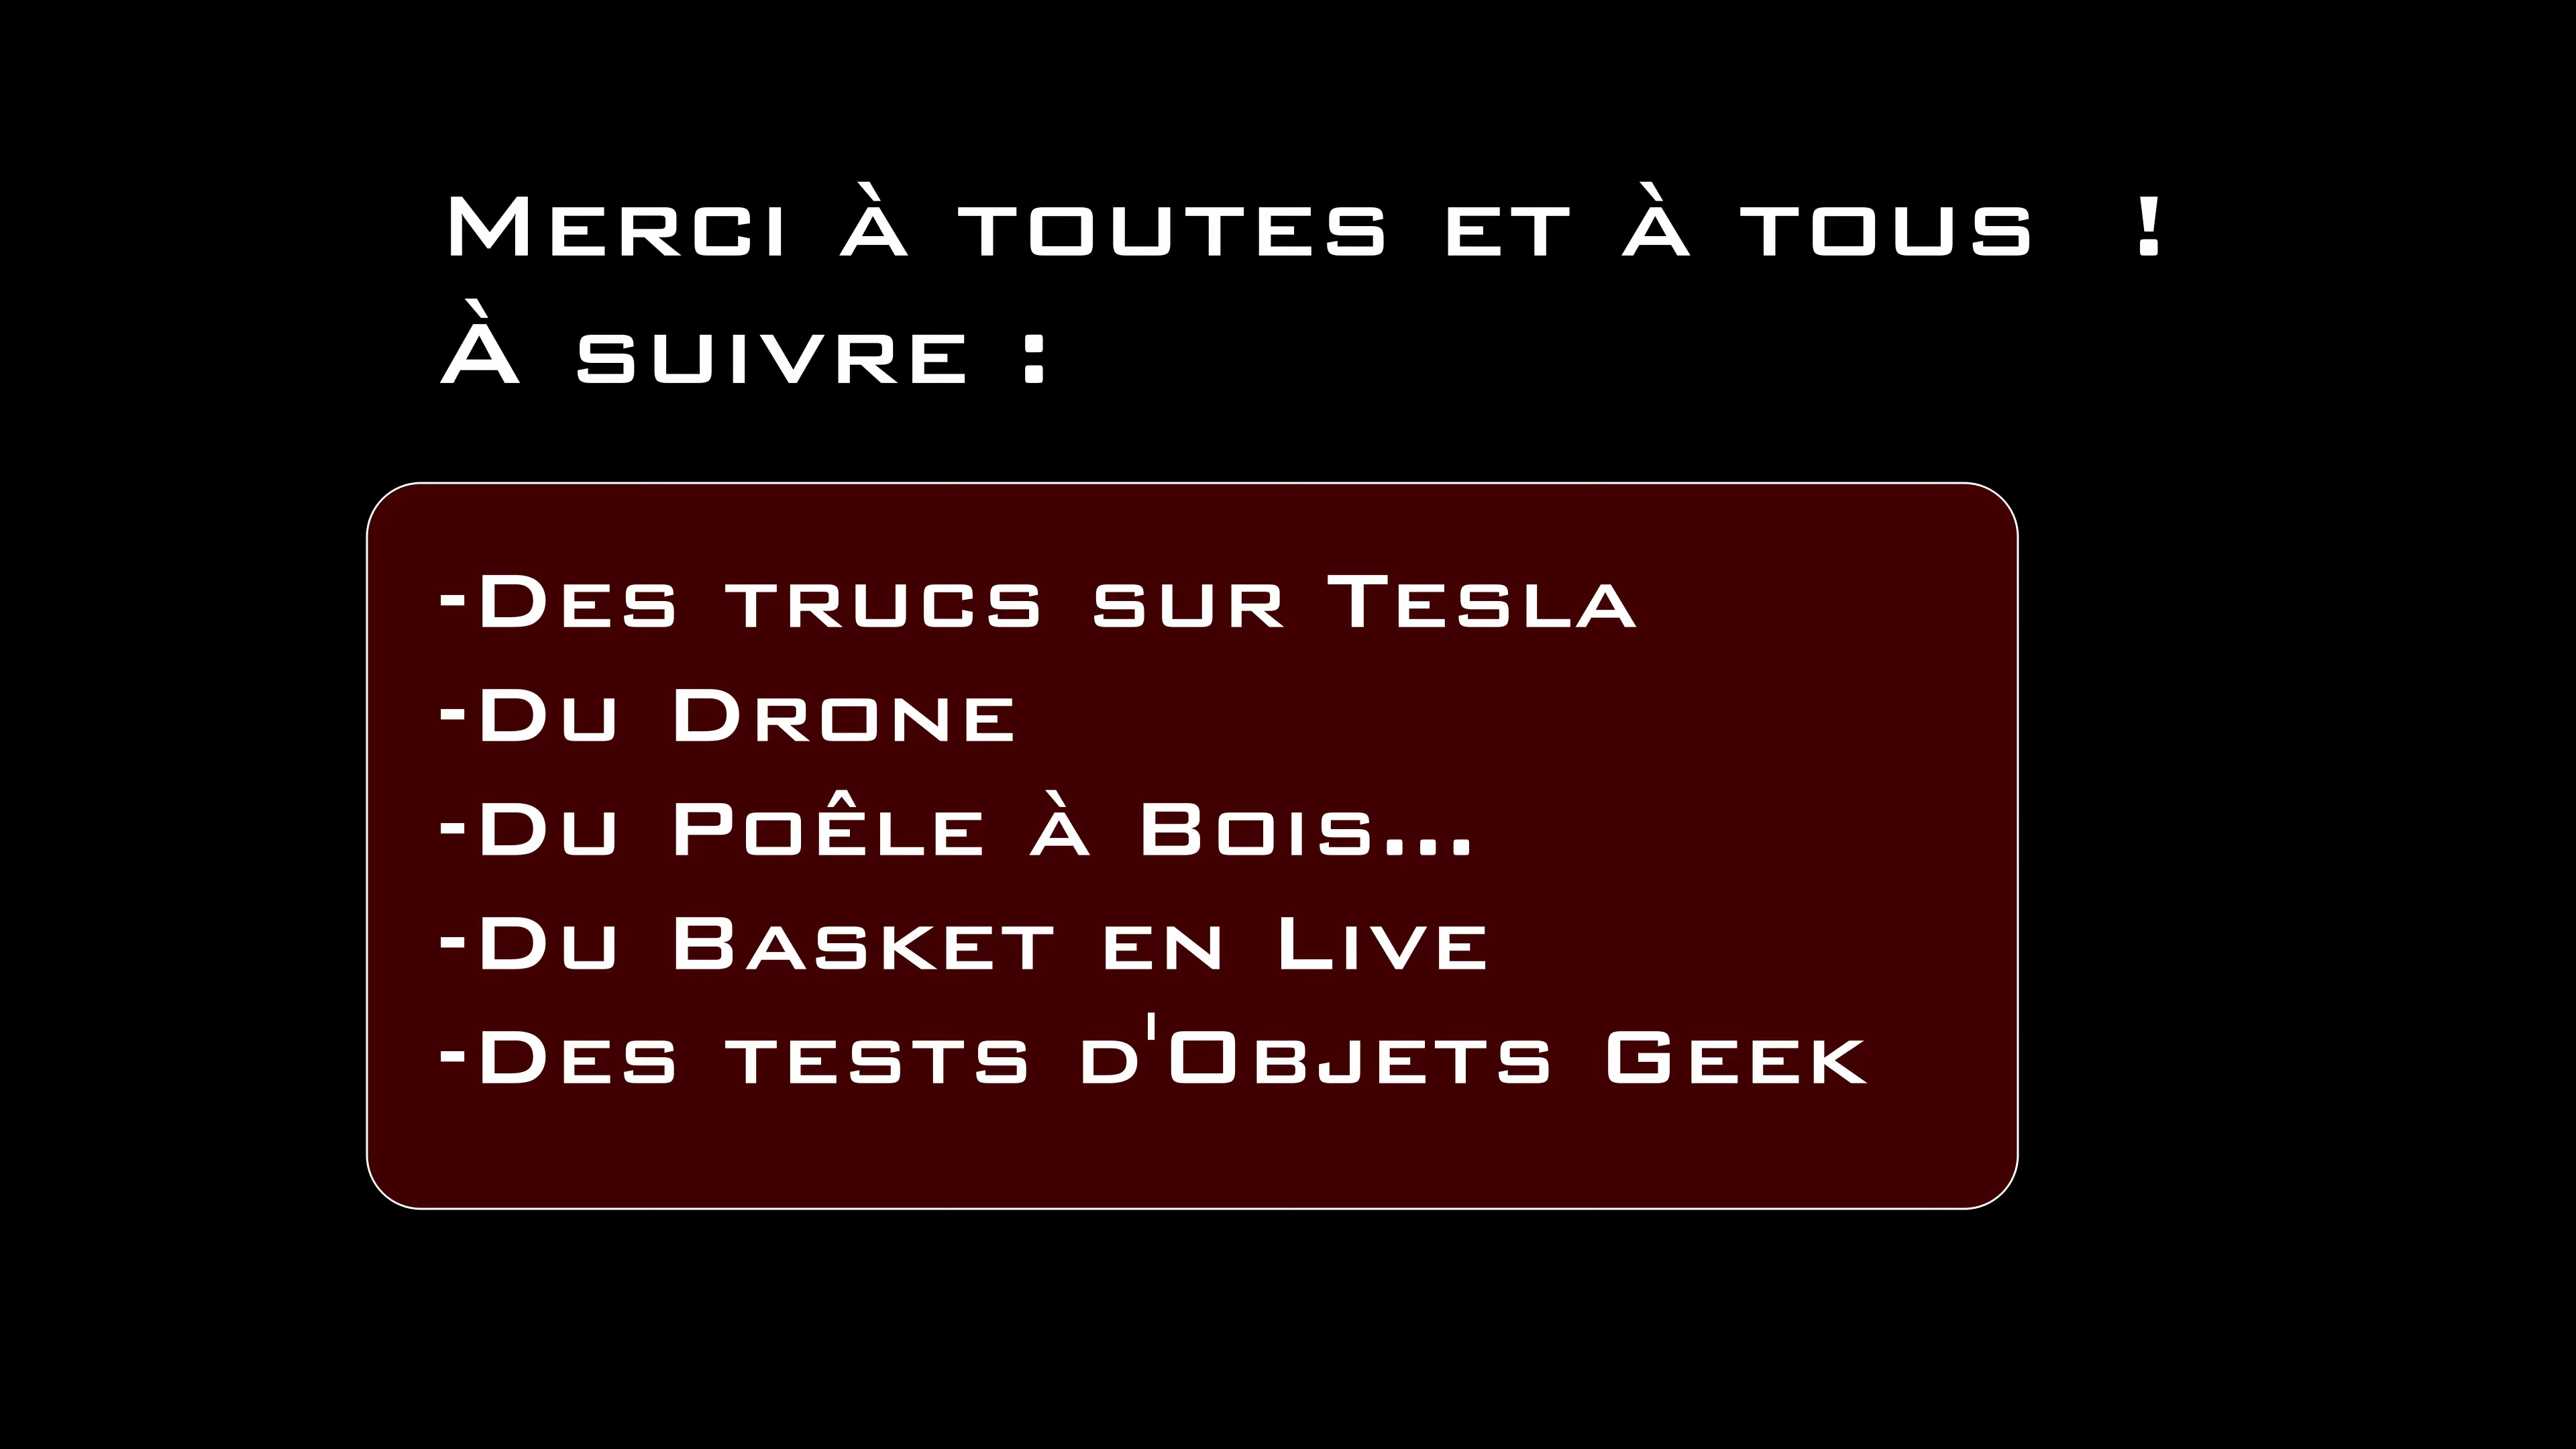 Merci à toutes et à tous !
À suivre :
-Des trucs sur Tesla
-Du Drone
-Du Poêle à Bois...
-Du Basket en Live
-Des tests d'Objets Geek